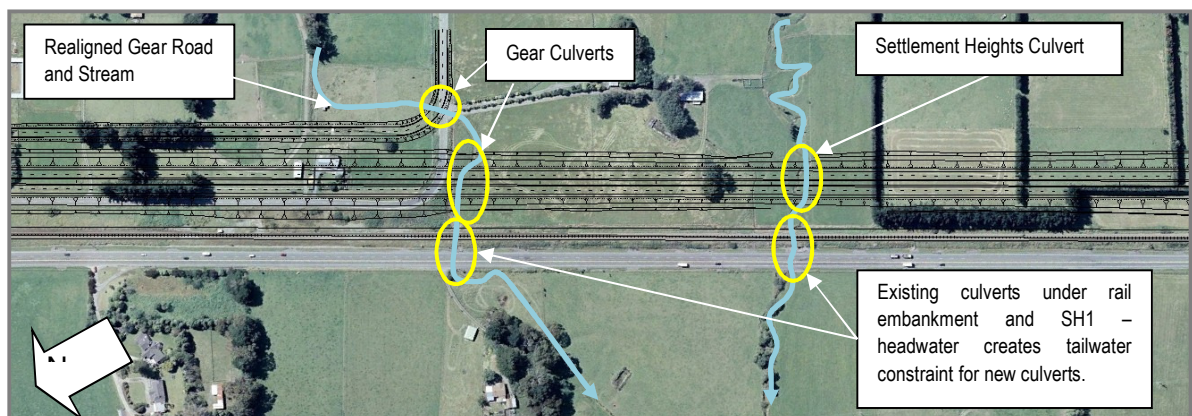 Realigned Gear Road
and Stream
Gear Culverts
Settlement Heights Culvert
Existing culverts under rail
embankment and SH1 –
headwater creates tailwater
constraint for new culverts.